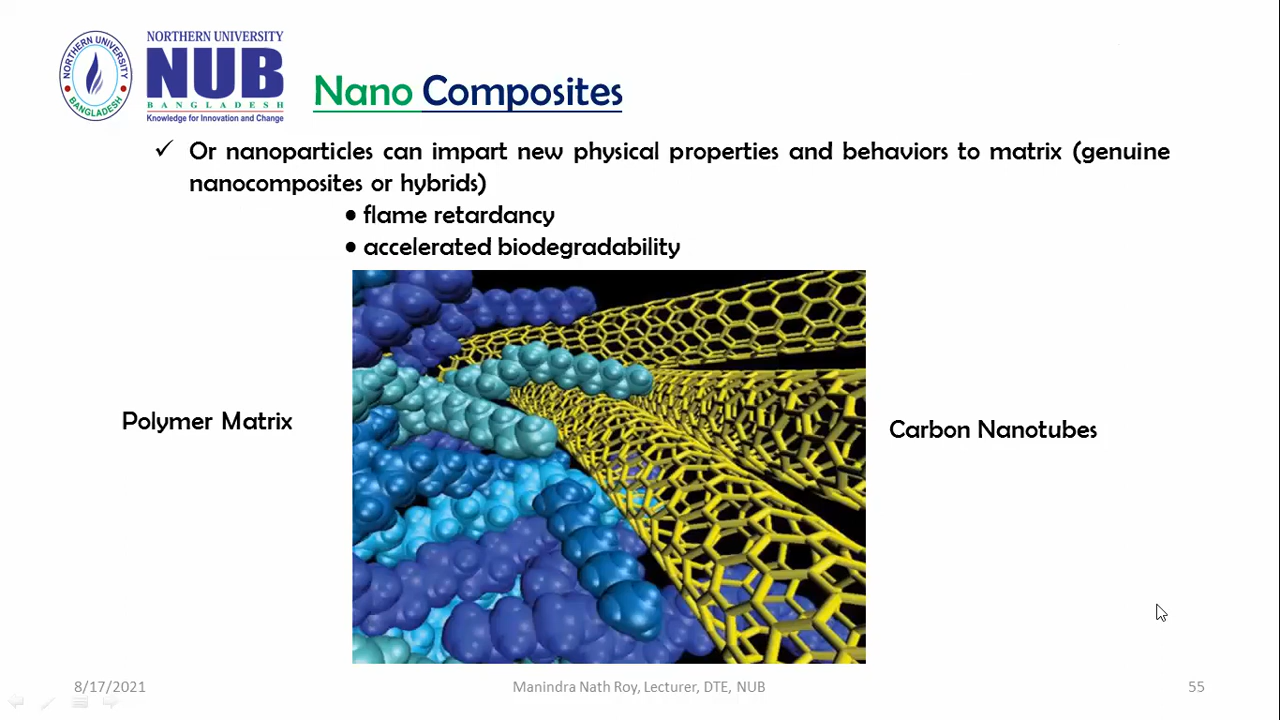 NORTHERN UNIVERSITY
BANGLADESH
NORTHERN UNIVERSITY
NUB
BANGLADESH
Knowledge for Innovation and Change
Nano Composites
✓ Or nanoparticles can impart new physical properties and behaviors to matrix (genuine
nanocomposites or hybrids)
• flame retardancy
• accelerated biodegradability
Polymer Matrix
Carbon Nanotubes
8/17/2021
Manindra Nath Roy, Lecturer, DTE, NUB
55